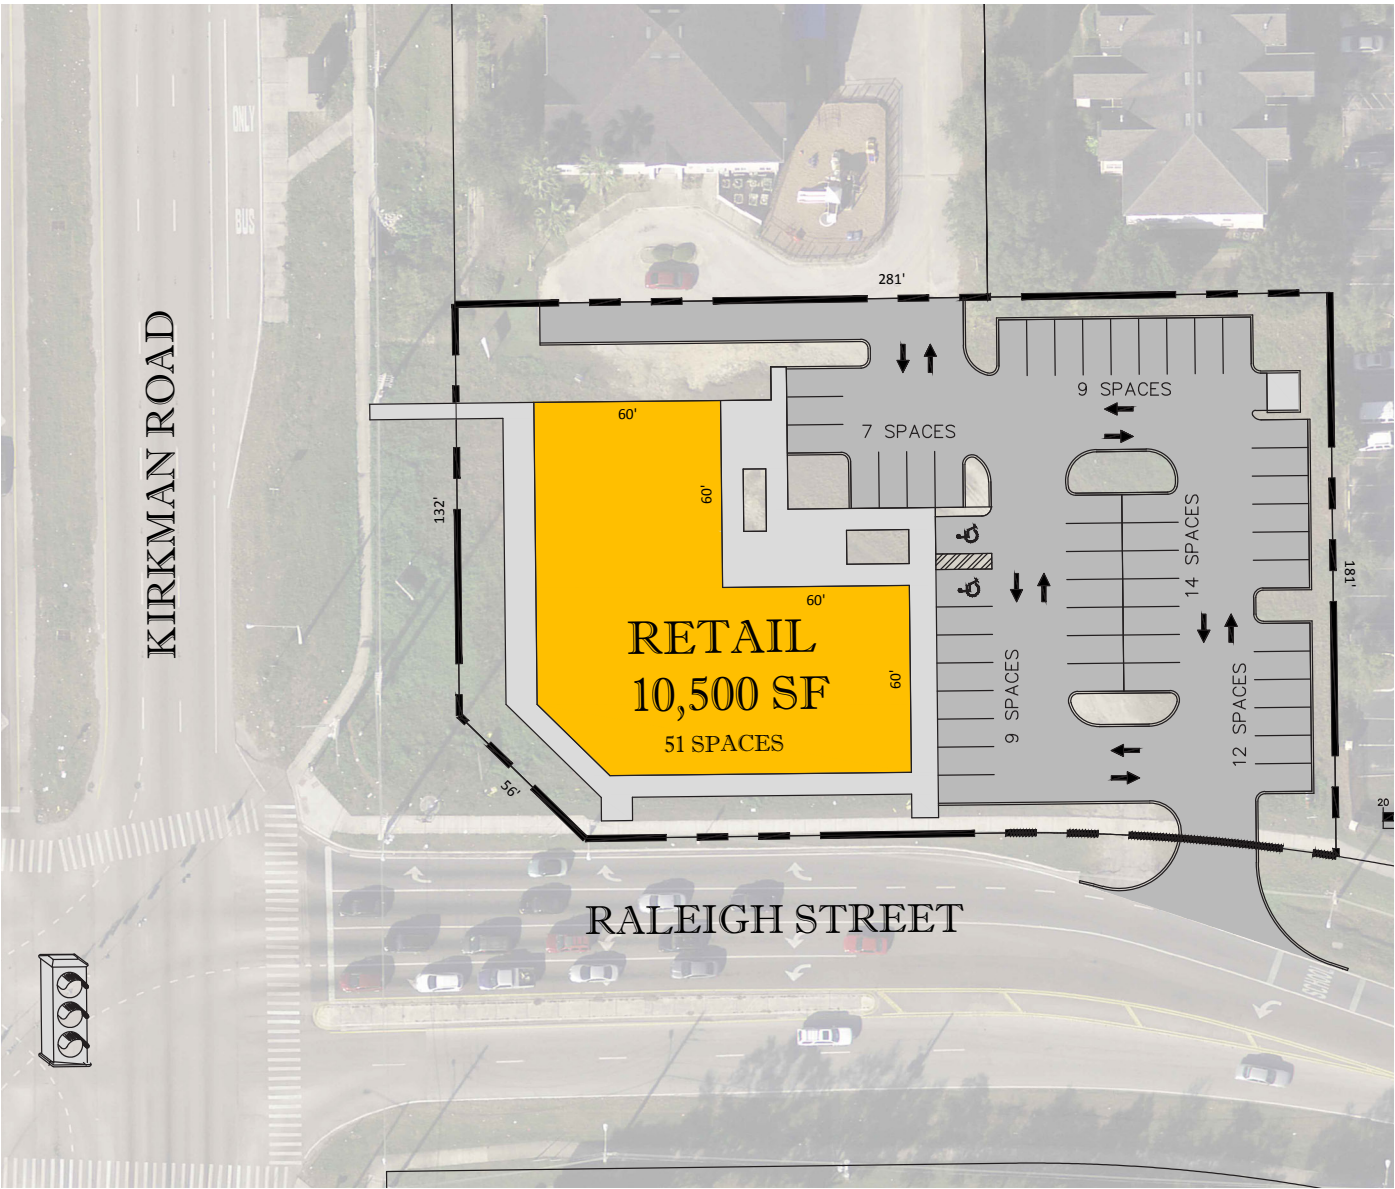 ONLY
BUS
281'
KIRKMAN ROAD
9 SPACES
60'
7 SPACES
60'
132'
14 SPACES
181'
60'
RETAIL
10,500 SF
51 SPACES
60'
9 SPACES
12 SPACES
56'
20
RALEIGH STREET
SCHOOL